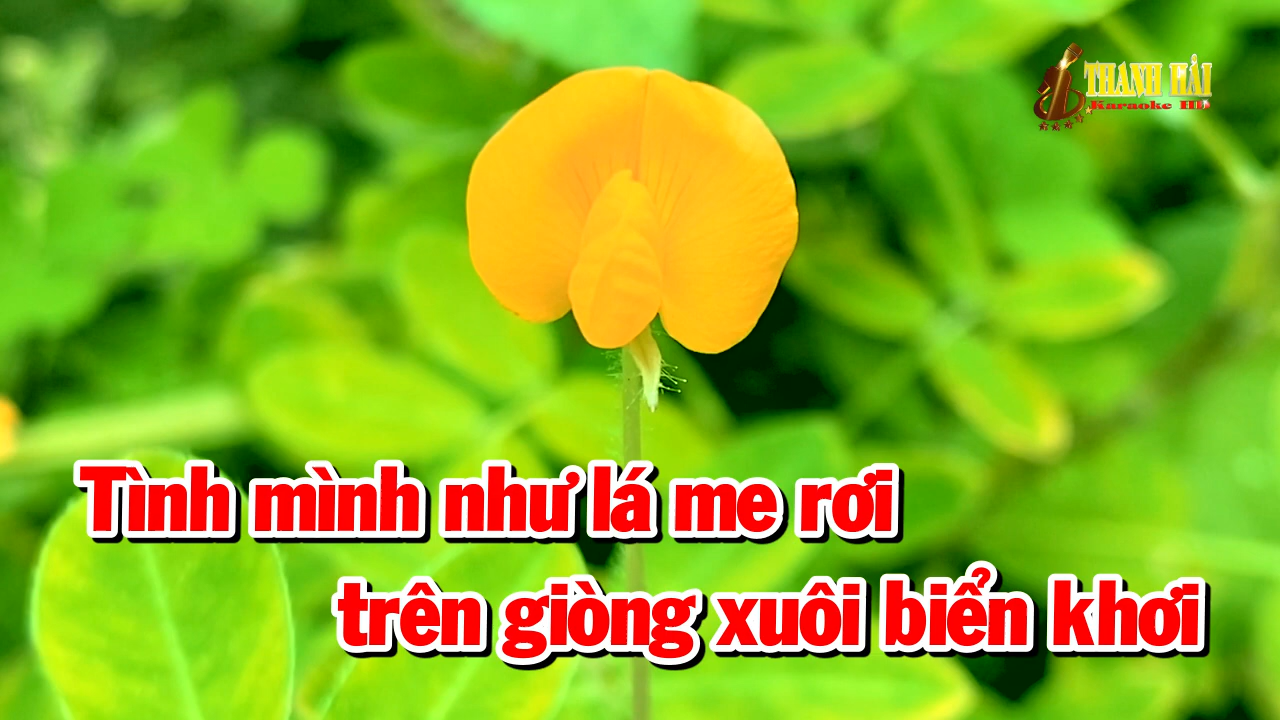 THANH HẢI
Karaoke HD
Tình mình như lá me rơi
trên giòng xuôi biển khơi